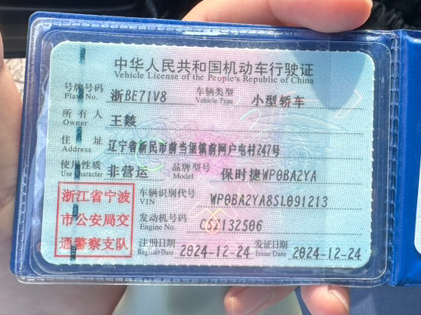 中华人民共和国机动车行驶证
Vehicle License of the People's Republic of China
号牌号码 浙BE71V8 车辆类型 小型轿车
Plate No. Vehicle Type
所有人 王燚
Owner
住址 辽宁省新民市前当堡镇前网户屯村247号
Address
使用性质 非营运 品牌型号 保时捷WP0BA2YA
Use Character Model
浙江省宁波
市公安局交
通警察支队
车辆识别代号 WP0BA2YA8SL091213
VIN
发动机号码 CSZ132506
Engine No.
注册日期 2024-12-24 发证日期 2024-12-24
Register Date Issue Date